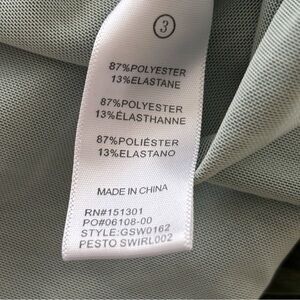 3
87%POLYESTER
13%ELASTANE
87%POLYESTER
13%ÉLASTHANNE
87%POLIÉSTER
13%ELASTANO
MADE IN CHINA
RN#151301
PO#06108-00
STYLE:GSW0162
PESTO SWIRL002